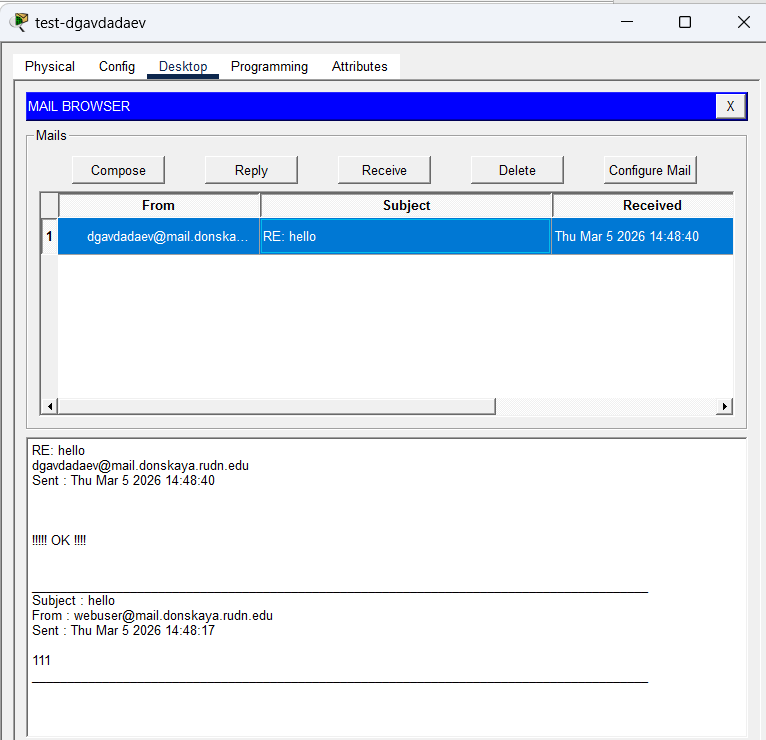 test-dgavdadaev
Physical Config Desktop Programming Attributes
MAIL BROWSER X
Mails
Compose Reply Receive Delete Configure Mail
From Subject Received
1 dgavdadaev@mail.donska... RE: hello Thu Mar 5 2026 14:48:40
RE: hello
dgavdadaev@mail.donskaya.rudn.edu
Sent : Thu Mar 5 2026 14:48:40
!!!!! OK !!!!
Subject : hello
From : webuser@mail.donskaya.rudn.edu
Sent : Thu Mar 5 2026 14:48:17
111